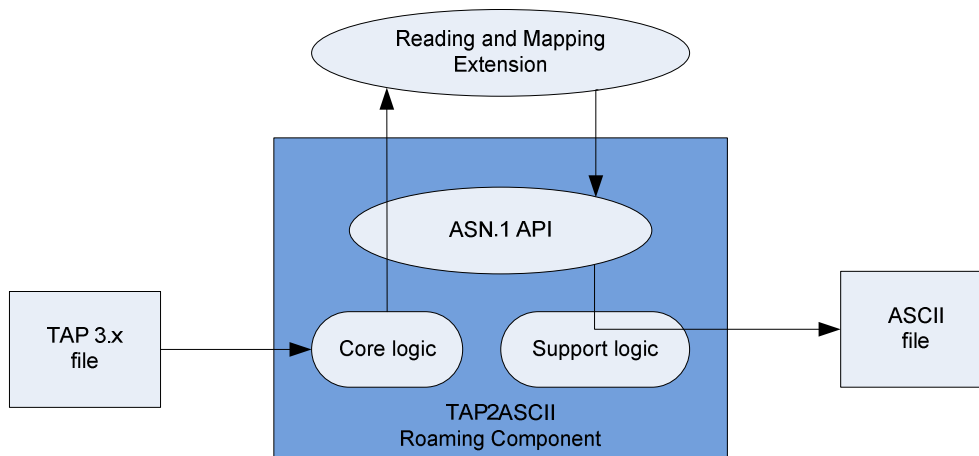 Reading and Mapping
Extension
ASN.1 API
TAP 3.x
file
Core logic
Support logic
ASCII
file
TAP2ASCII
Roaming Component